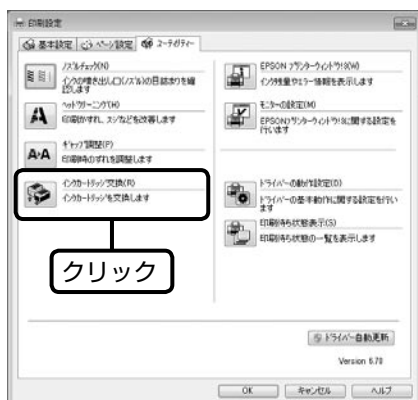 印刷設定
基本設定
ページ設定
ユーティリティー
ノズルチェック(N)
インクの噴き出し口(ノズル)の目詰まりを確
認します
ヘッドクリーニング(H)
印刷かすれ、スジなどを改善します
ギャップ調整(P)
印刷時のずれを調整します
インクカートリッジ交換(R)
インクカートリッジを交換します
クリック
EPSON プリンターウィンドウ!3(W)
インク残量やエラー情報を表示します
モニターの設定(M)
EPSONプリンターウィンドウ!3に関する設定を
行います
ドライバーの動作設定(D)
ドライバーの基本動作に関する設定を行い
ます
印刷待ち状態表示(S)
印刷待ち状態の一覧を表示します
ドライバー自動更新
Version 6.70
OK
キャンセル
ヘルプ